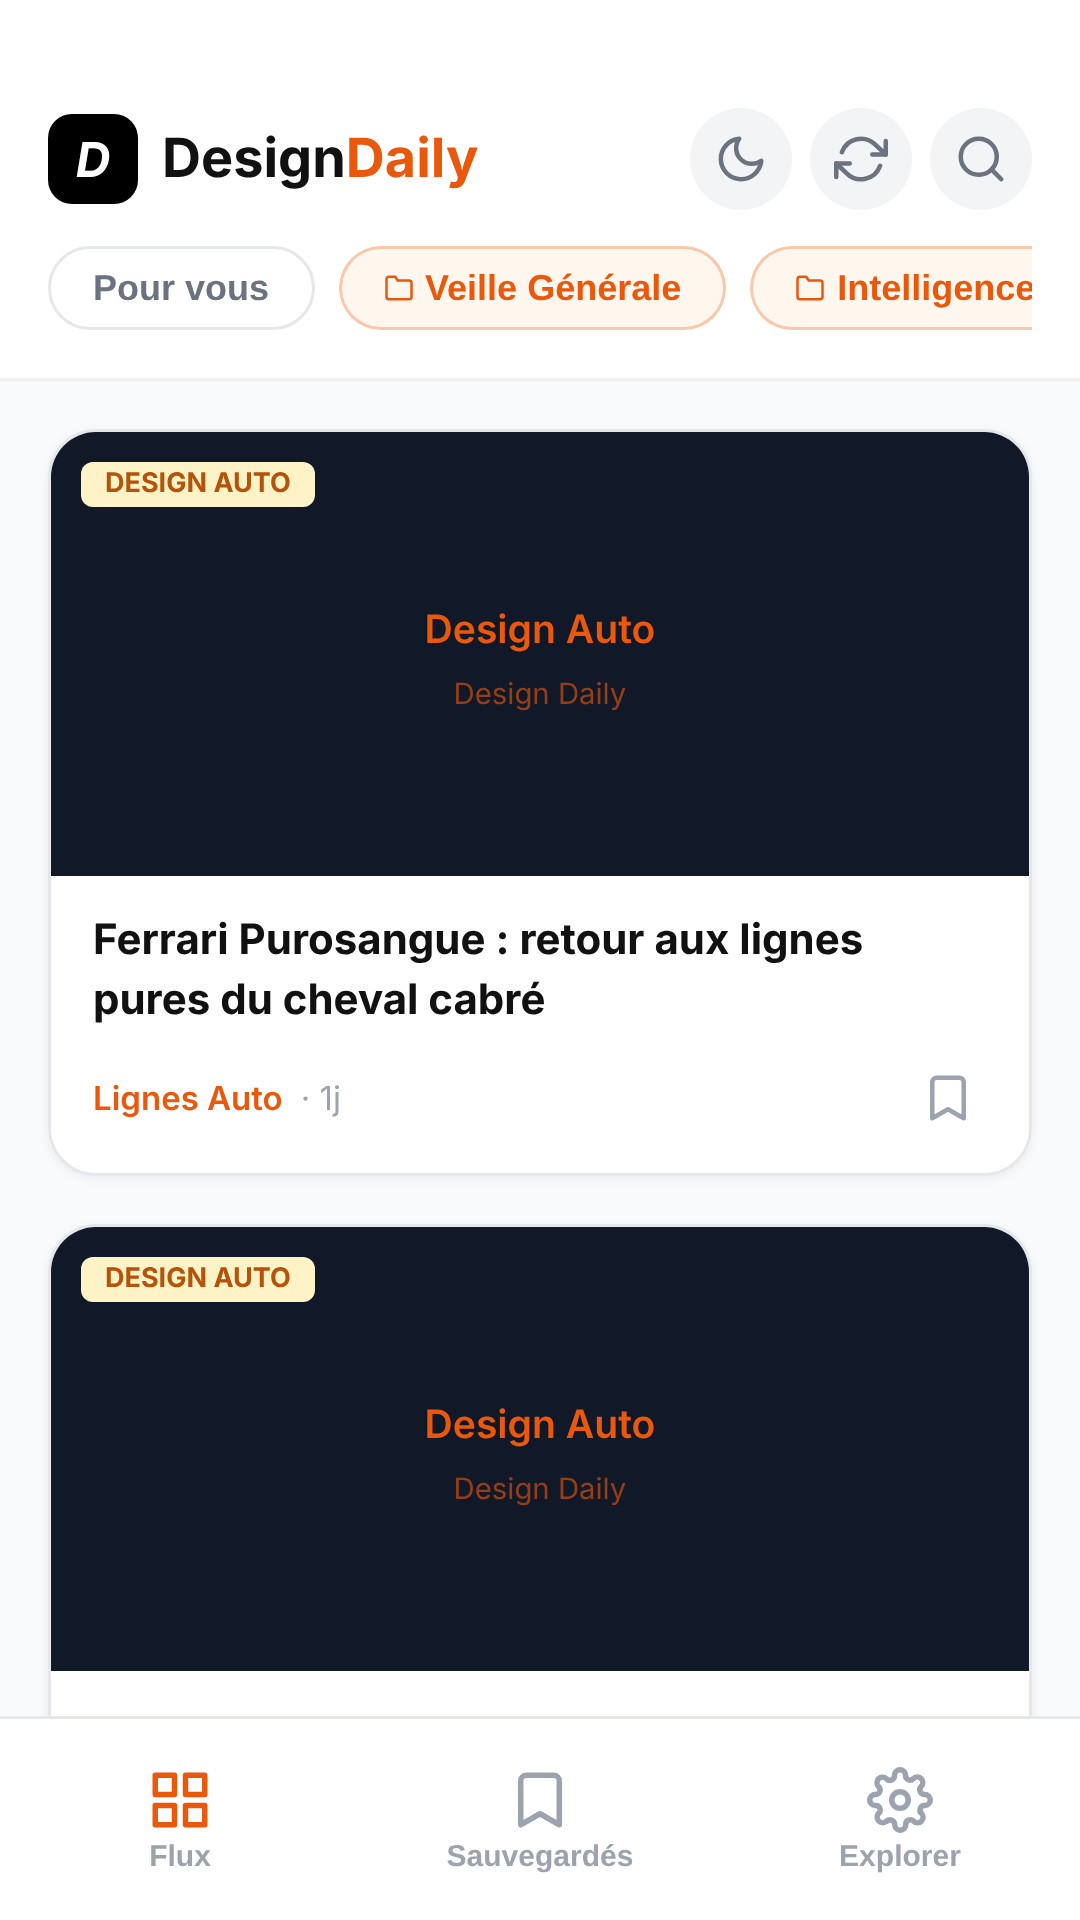 D DesignDaily
Pour vous Veille Générale Intelligence
DESIGN AUTO
Design Auto
Design Daily
Ferrari Purosangue : retour aux lignes
pures du cheval cabré
Lignes Auto · 1j
DESIGN AUTO
Design Auto
Design Daily
Flux Sauvegardés Explorer